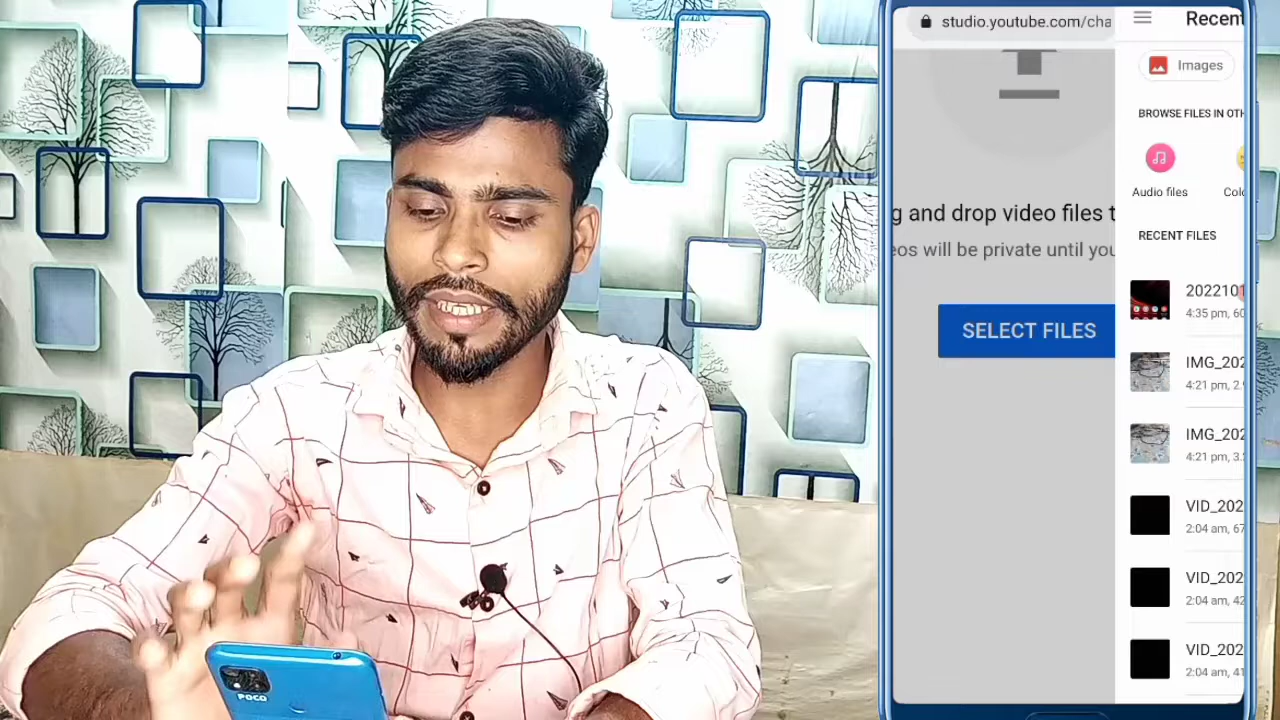 studio.youtube.com/cha
Recent
Images
BROWSE FILES IN OTH
Audio files
Colo
g and drop video files t
eos will be private until you
RECENT FILES
SELECT FILES
2022101
4:35 pm, 60
IMG_202
4:21 pm, 2.
IMG_202
4:21 pm, 3.
VID_202
2:04 am, 67
VID_202
2:04 am, 42
VID_202
2:04 am, 41
POCO